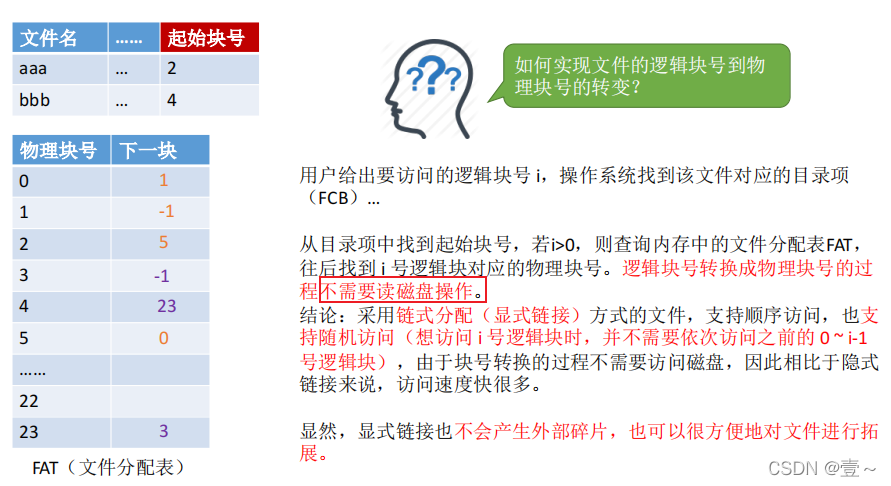 文件名 …… 起始块号
aaa … 2
bbb … 4
???
如何实现文件的逻辑块号到物
理块号的转变？
物理块号 下一块
0 1
1 -1
2 5
3 -1
4 23
5 0
……
22
23 3
FAT（文件分配表）
用户给出要访问的逻辑块号 i，操作系统找到该文件对应的目录项
（FCB）…
从目录项中找到起始块号，若i>0，则查询内存中的文件分配表FAT，
往后找到 i 号逻辑块对应的物理块号。逻辑块号转换成物理块号的过
程不需要读磁盘操作。
结论：采用链式分配（显式链接）方式的文件，支持顺序访问，也支
持随机访问（想访问 i 号逻辑块时，并不需要依次访问之前的 0 ~ i-1
号逻辑块），由于块号转换的过程不需要访问磁盘，因此相比于隐式
链接来说，访问速度快很多。
显然，显式链接也不会产生外部碎片，也可以很方便地对文件进行拓
展。
CSDN @壹～